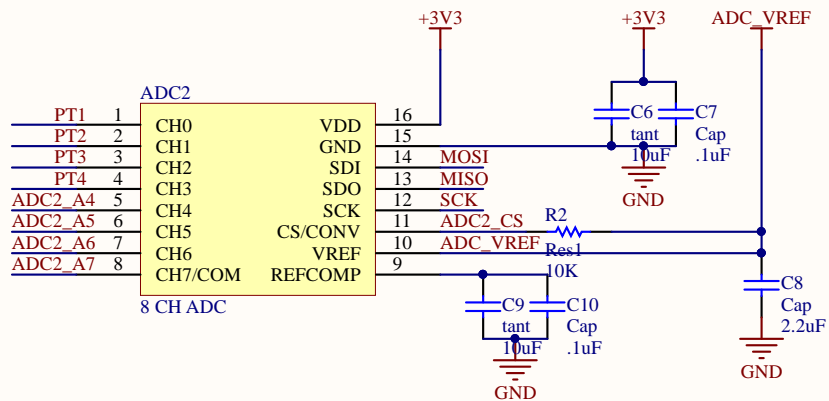 +3V3
+3V3
ADC_VREF
ADC2
PT1 1 CH0 VDD 16
PT2 2 CH1 GND 15
PT3 3 CH2 SDI 14 MOSI
PT4 4 CH3 SDO 13 MISO
ADC2_A4 5 CH4 SCK 12 SCK
ADC2_A5 6 CH5 CS/CONV 11 ADC2_CS
ADC2_A6 7 CH6 VREF 10 ADC_VREF
ADC2_A7 8 CH7/COM REFCOMP 9
8 CH ADC
C6
tant
10uF
C7
Cap
.1uF
GND
R2
Res1
10K
C8
Cap
2.2uF
GND
C9
tant
10uF
C10
Cap
.1uF
GND